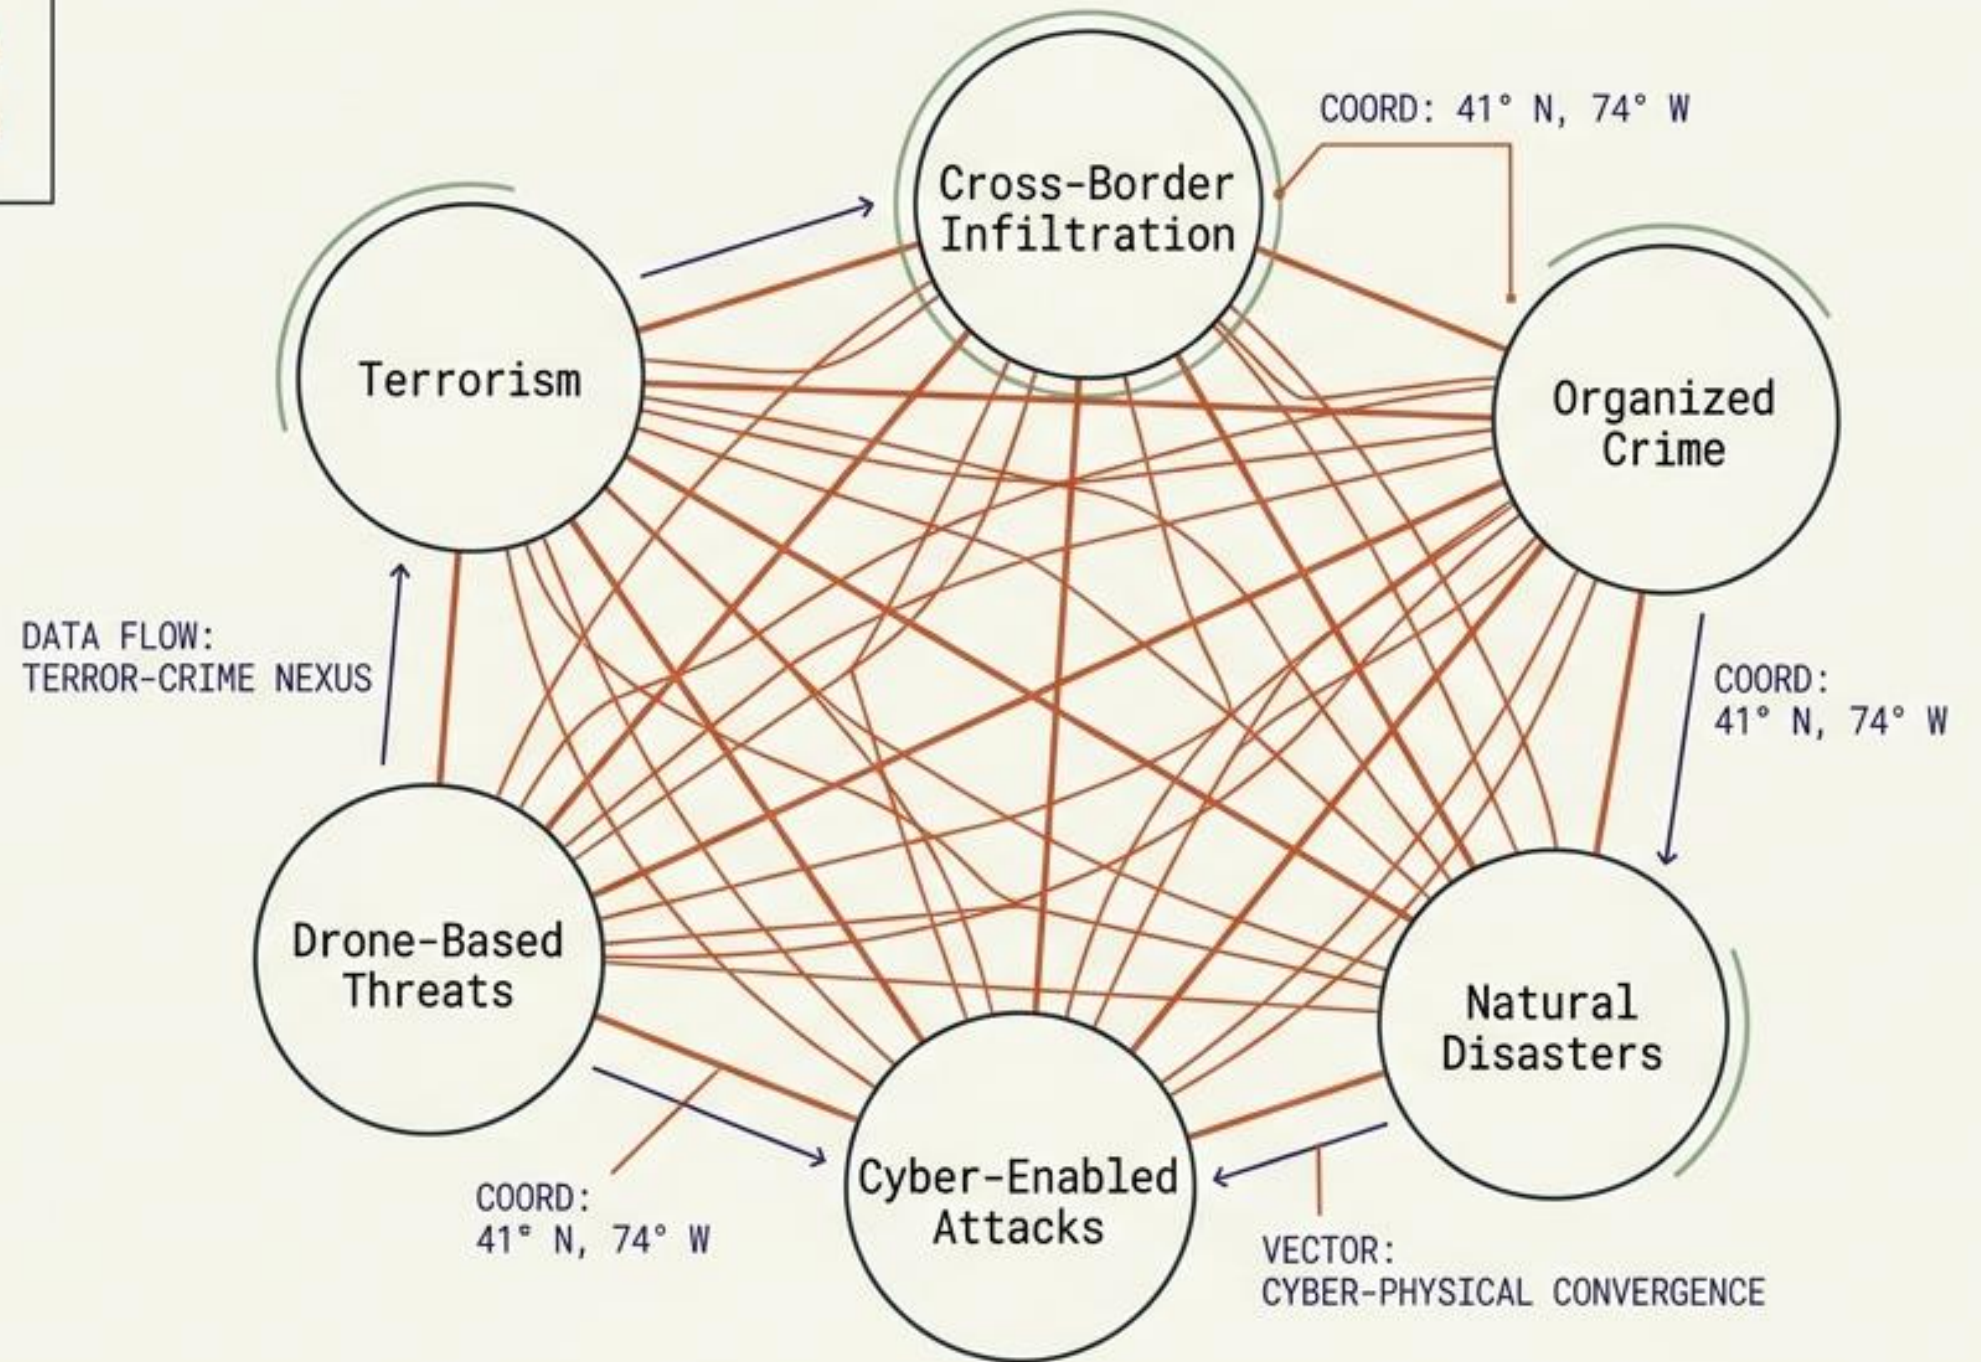 COORD: 41° N, 74° W
Cross-Border
Infiltration
Terrorism
Organized
Crime
DATA FLOW:
TERROR-CRIME NEXUS
COORD:
41° N, 74° W
Drone-Based
Threats
Natural
Disasters
Cyber-Enabled
Attacks
COORD:
41° N, 74° W
VECTOR:
CYBER-PHYSICAL CONVERGENCE